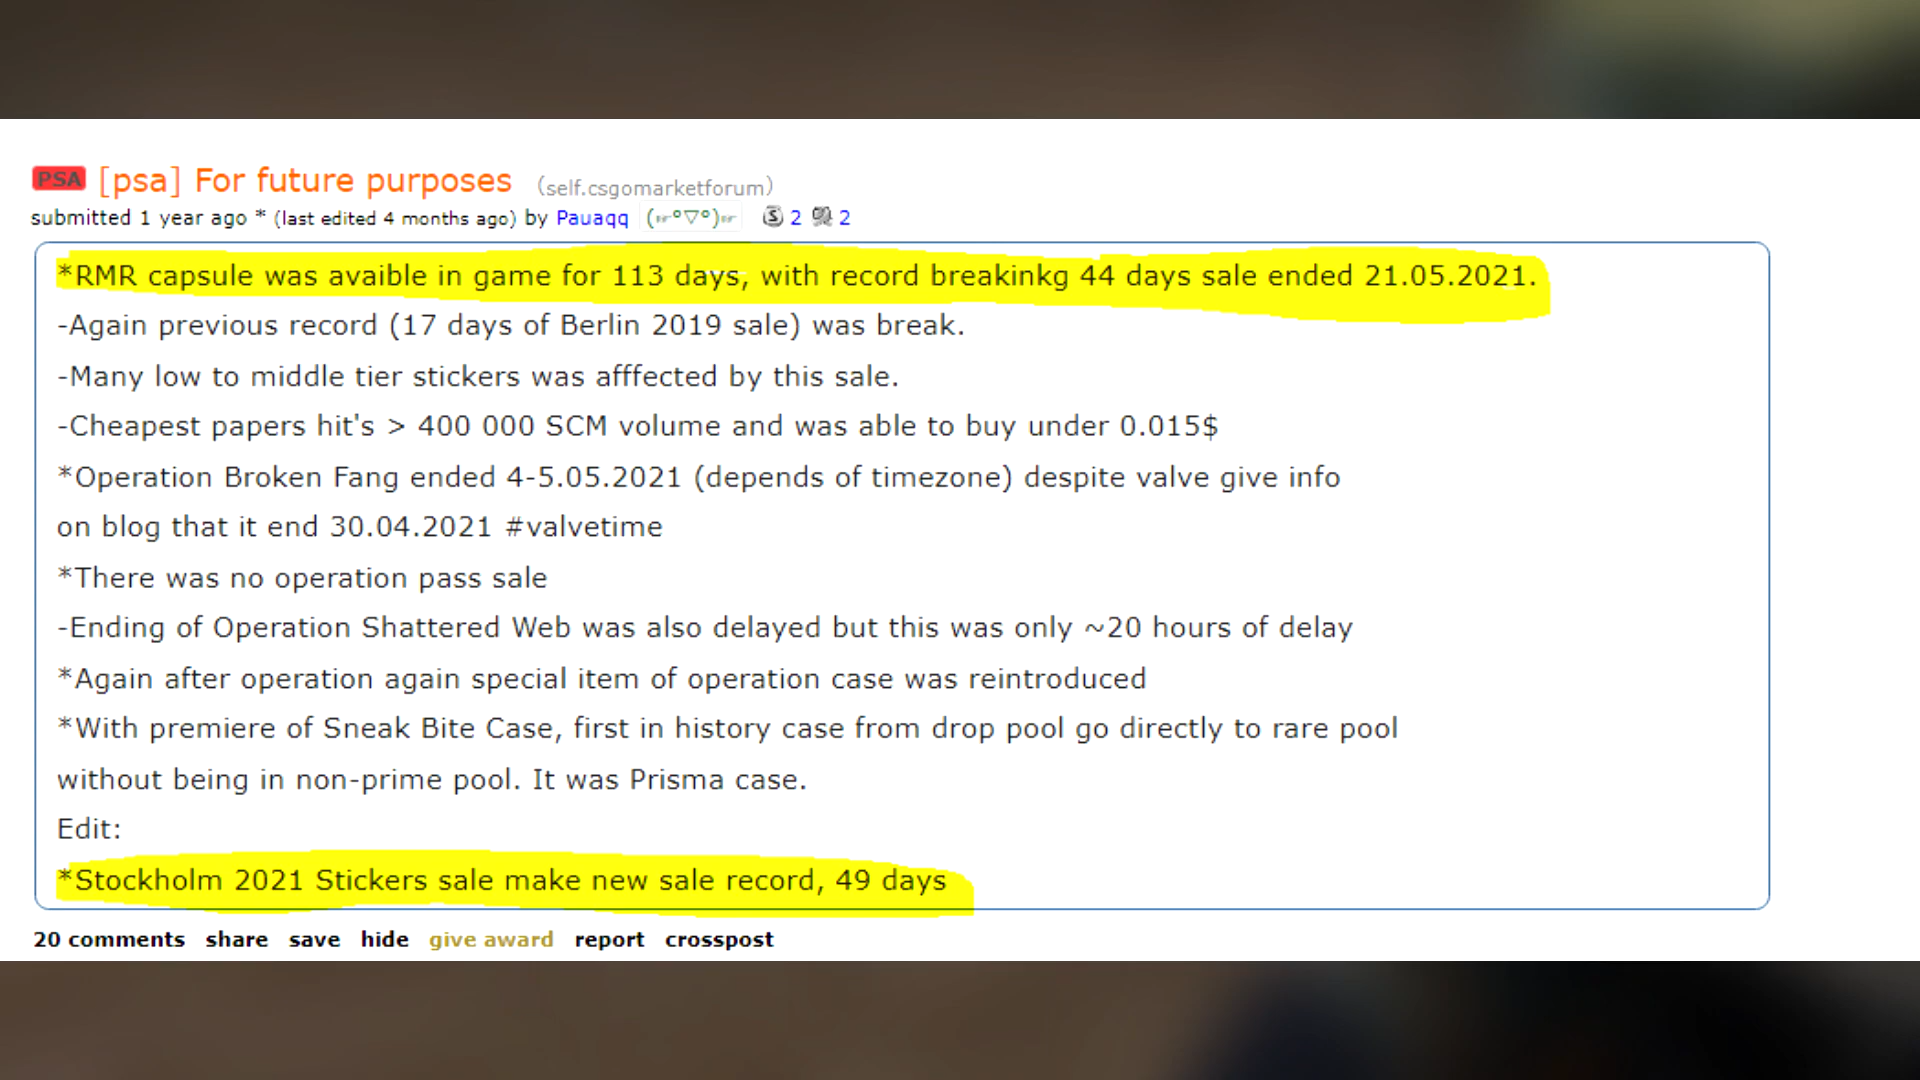 PSA [psa] For future purposes (self.csgomarketforum)
submitted 1 year ago * (last edited 4 months ago) by Pauaqq (☞°▽°)☞ 2 2
*RMR capsule was avaible in game for 113 days, with record breakinkg 44 days sale ended 21.05.2021.
-Again previous record (17 days of Berlin 2019 sale) was break.
-Many low to middle tier stickers was afffected by this sale.
-Cheapest papers hit's > 400 000 SCM volume and was able to buy under 0.015$
*Operation Broken Fang ended 4-5.05.2021 (depends of timezone) despite valve give info
on blog that it end 30.04.2021 #valvetime
*There was no operation pass sale
-Ending of Operation Shattered Web was also delayed but this was only ~20 hours of delay
*Again after operation again special item of operation case was reintroduced
*With premiere of Sneak Bite Case, first in history case from drop pool go directly to rare pool
without being in non-prime pool. It was Prisma case.
Edit:
*Stockholm 2021 Stickers sale make new sale record, 49 days
20 comments share save hide give award report crosspost